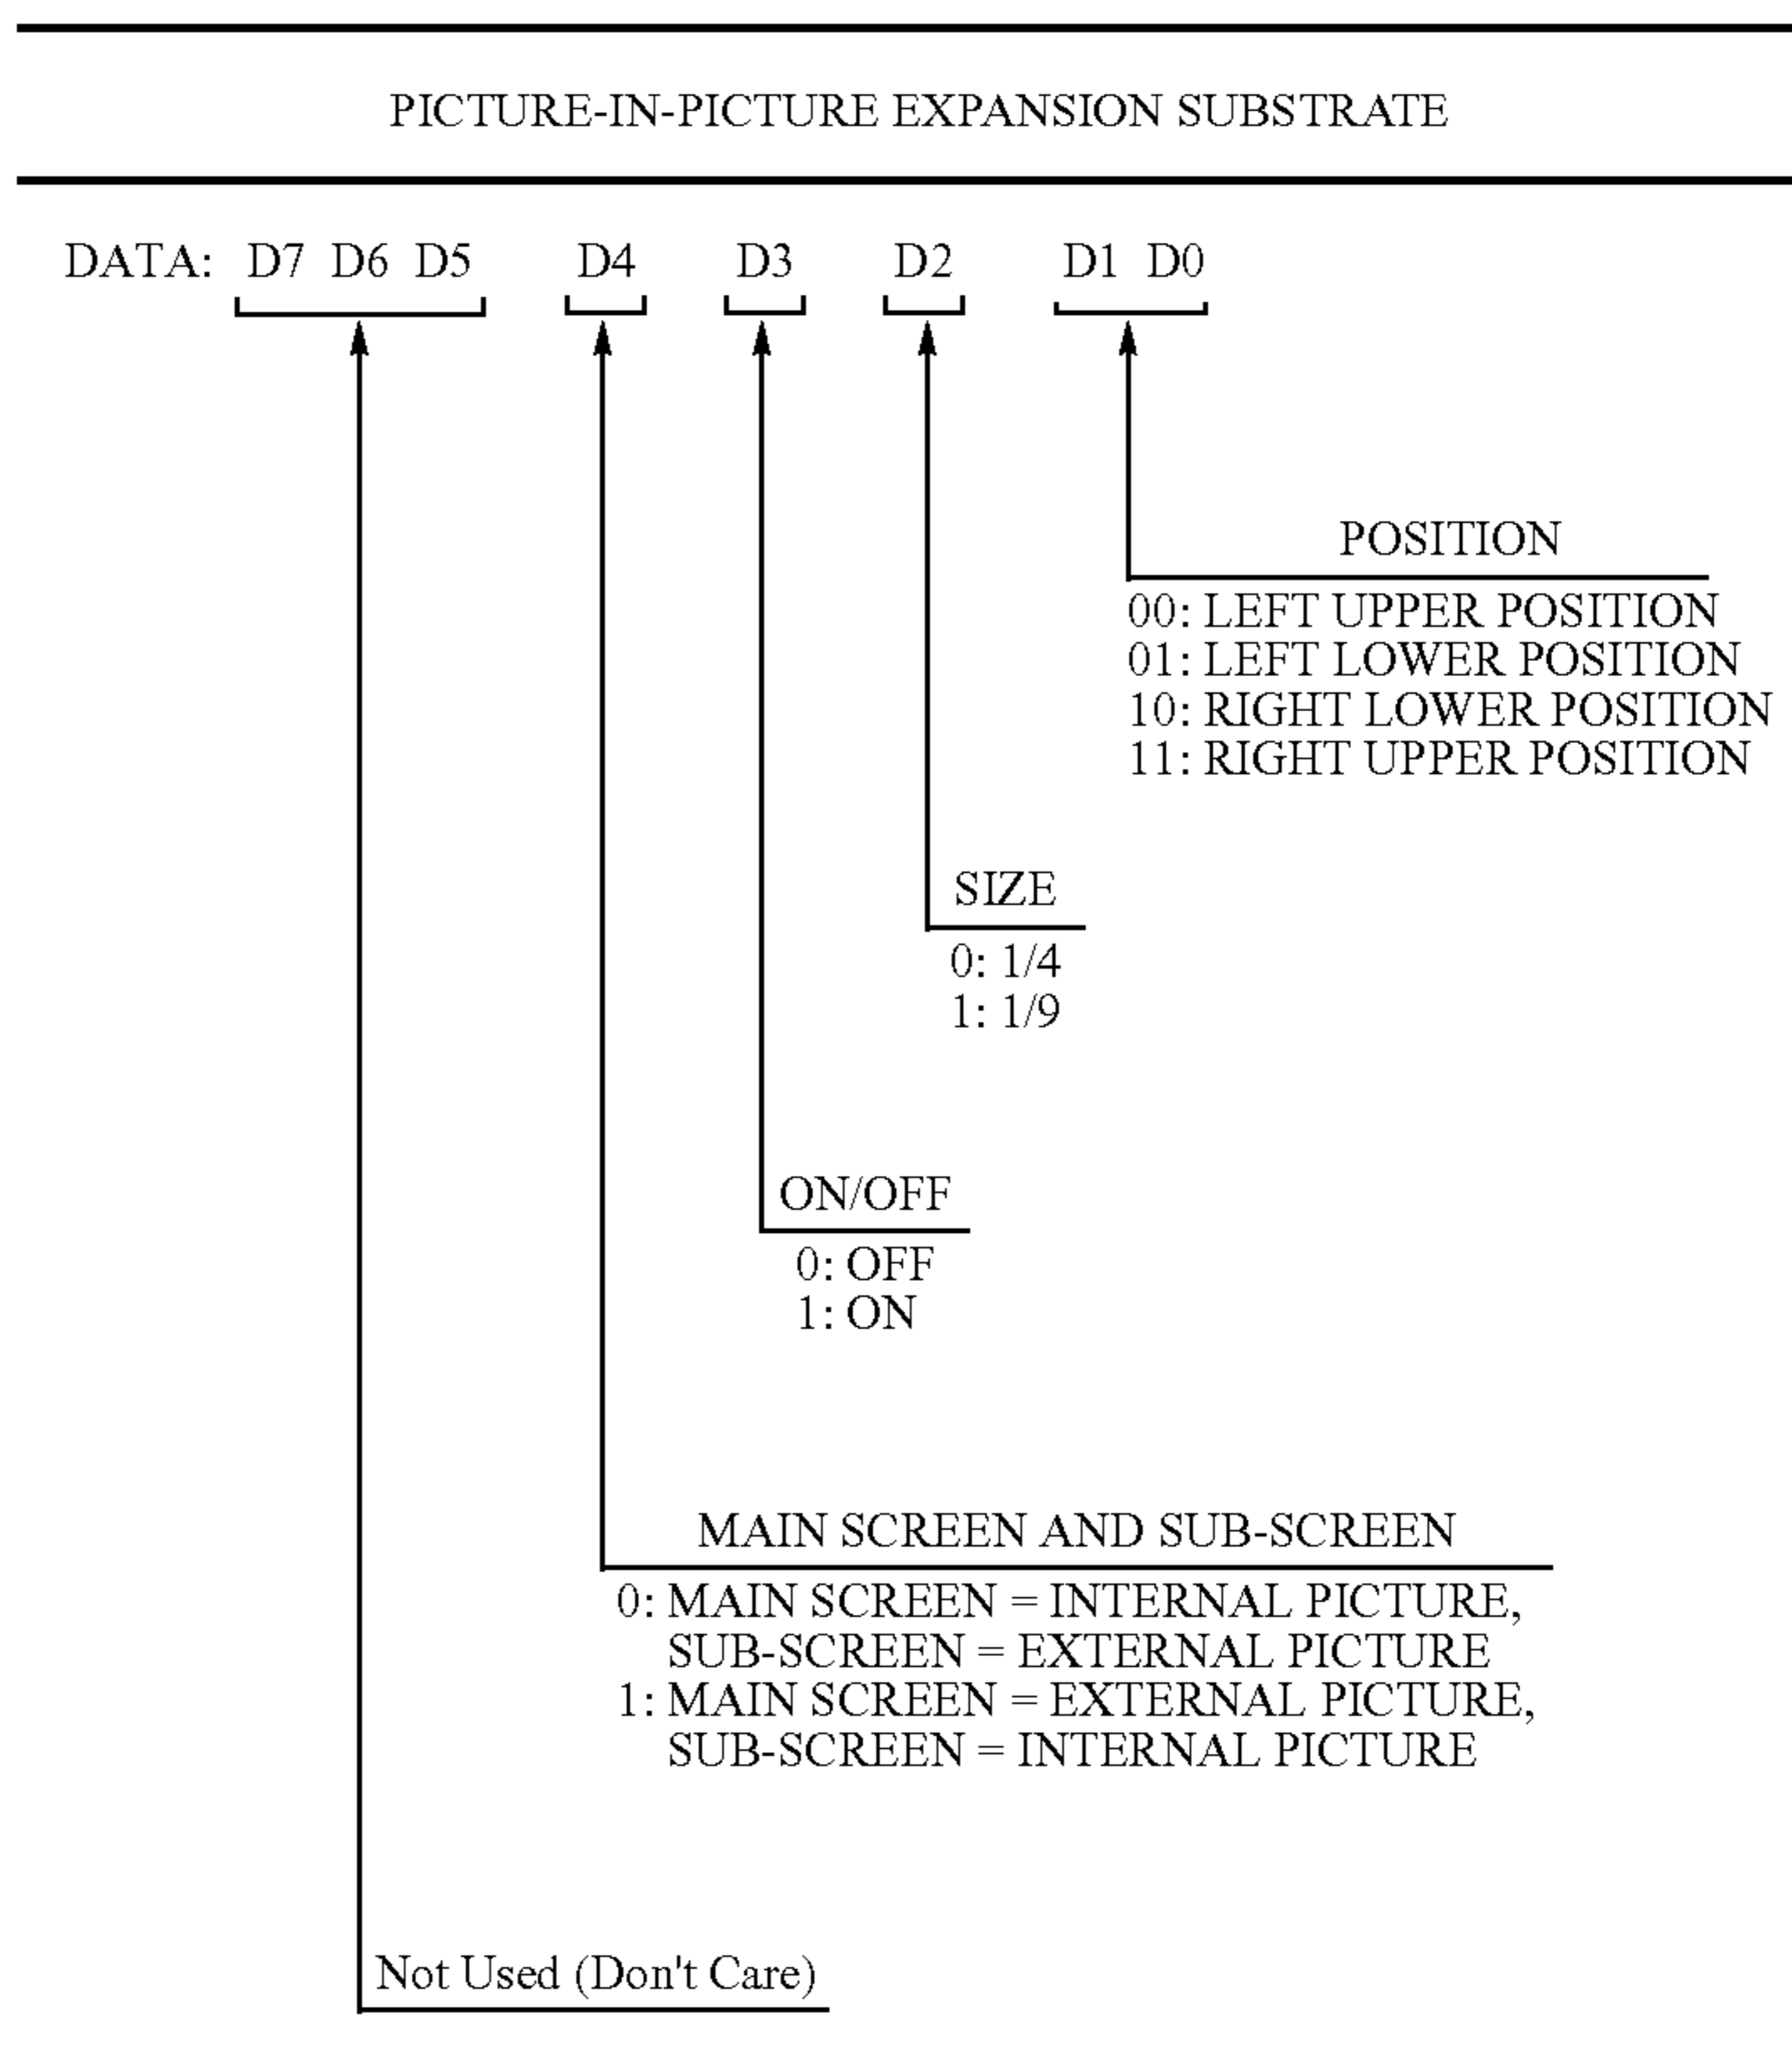 PICTURE-IN-PICTURE EXPANSION SUBSTRATE
DATA: D7 D6 D5 D4 D3 D2 D1 D0
POSITION
00: LEFT UPPER POSITION
01: LEFT LOWER POSITION
10: RIGHT LOWER POSITION
11: RIGHT UPPER POSITION
SIZE
0: 1/4
1: 1/9
ON/OFF
0: OFF
1: ON
MAIN SCREEN AND SUB-SCREEN
0: MAIN SCREEN = INTERNAL PICTURE,
SUB-SCREEN = EXTERNAL PICTURE
1: MAIN SCREEN = EXTERNAL PICTURE,
SUB-SCREEN = INTERNAL PICTURE
Not Used (Don't Care)